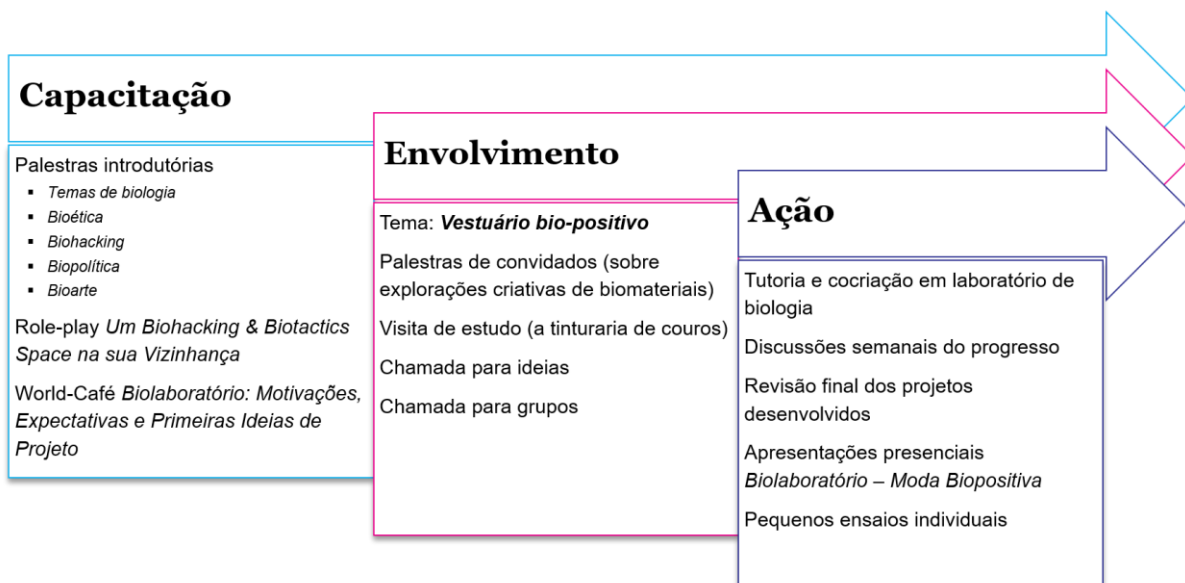 Capacitação
Palestras introdutórias
▪ Temas de biologia
▪ Bioética
▪ Biohacking
▪ Biopolítica
▪ Bioarte
Role-play Um Biohacking & Biotactics
Space na sua Vizinhança
World-Café Biolaboratório: Motivações,
Expectativas e Primeiras Ideias de
Projeto
Envolvimento
Tema: Vestuário bio-positivo
Palestras de convidados (sobre
explorações criativas de biomateriais)
Visita de estudo (a tinturaria de couros)
Chamada para ideias
Chamada para grupos
Ação
Tutoria e cocriação em laboratório de
biologia
Discussões semanais do progresso
Revisão final dos projetos
desenvolvidos
Apresentações presenciais
Biolaboratório – Moda Biopositiva
Pequenos ensaios individuais